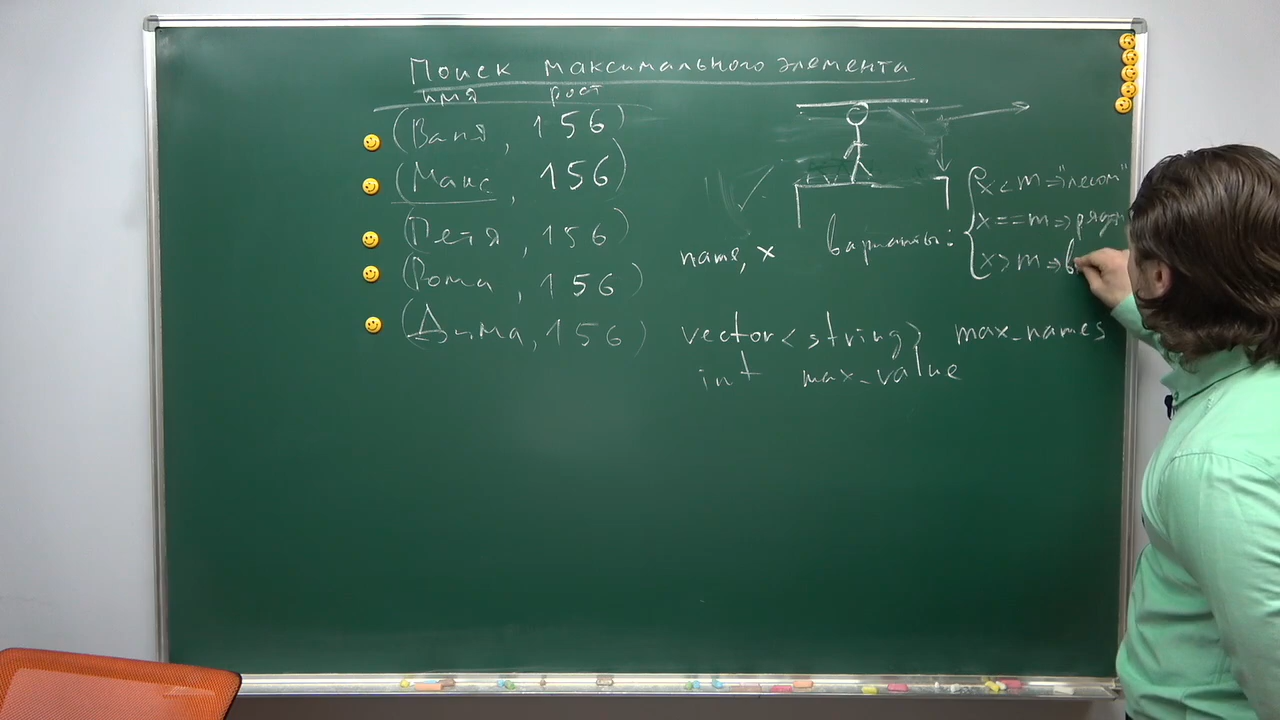 Поиск максимального элемента
имя рост
(Ваня, 156)
(Макс, 156)
(Петя, 156)
(Рома, 156)
(Дима, 156)
x < m ⇒ "лесом"
x == m ⇒
x > m ⇒ в
name, x варианты:
vector<string> max_names
int max_value